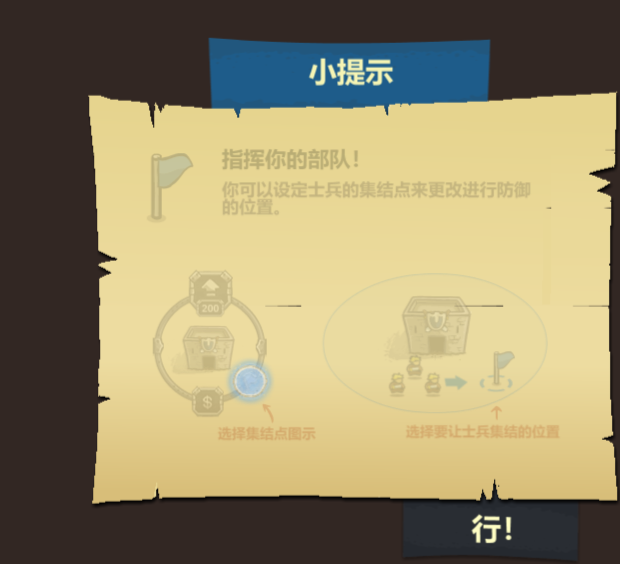 小提示
指挥你的部队！
你可以设定士兵的集结点来更改进行防御
的位置。
200
$
选择集结点图示
选择要让士兵集结的位置
行！